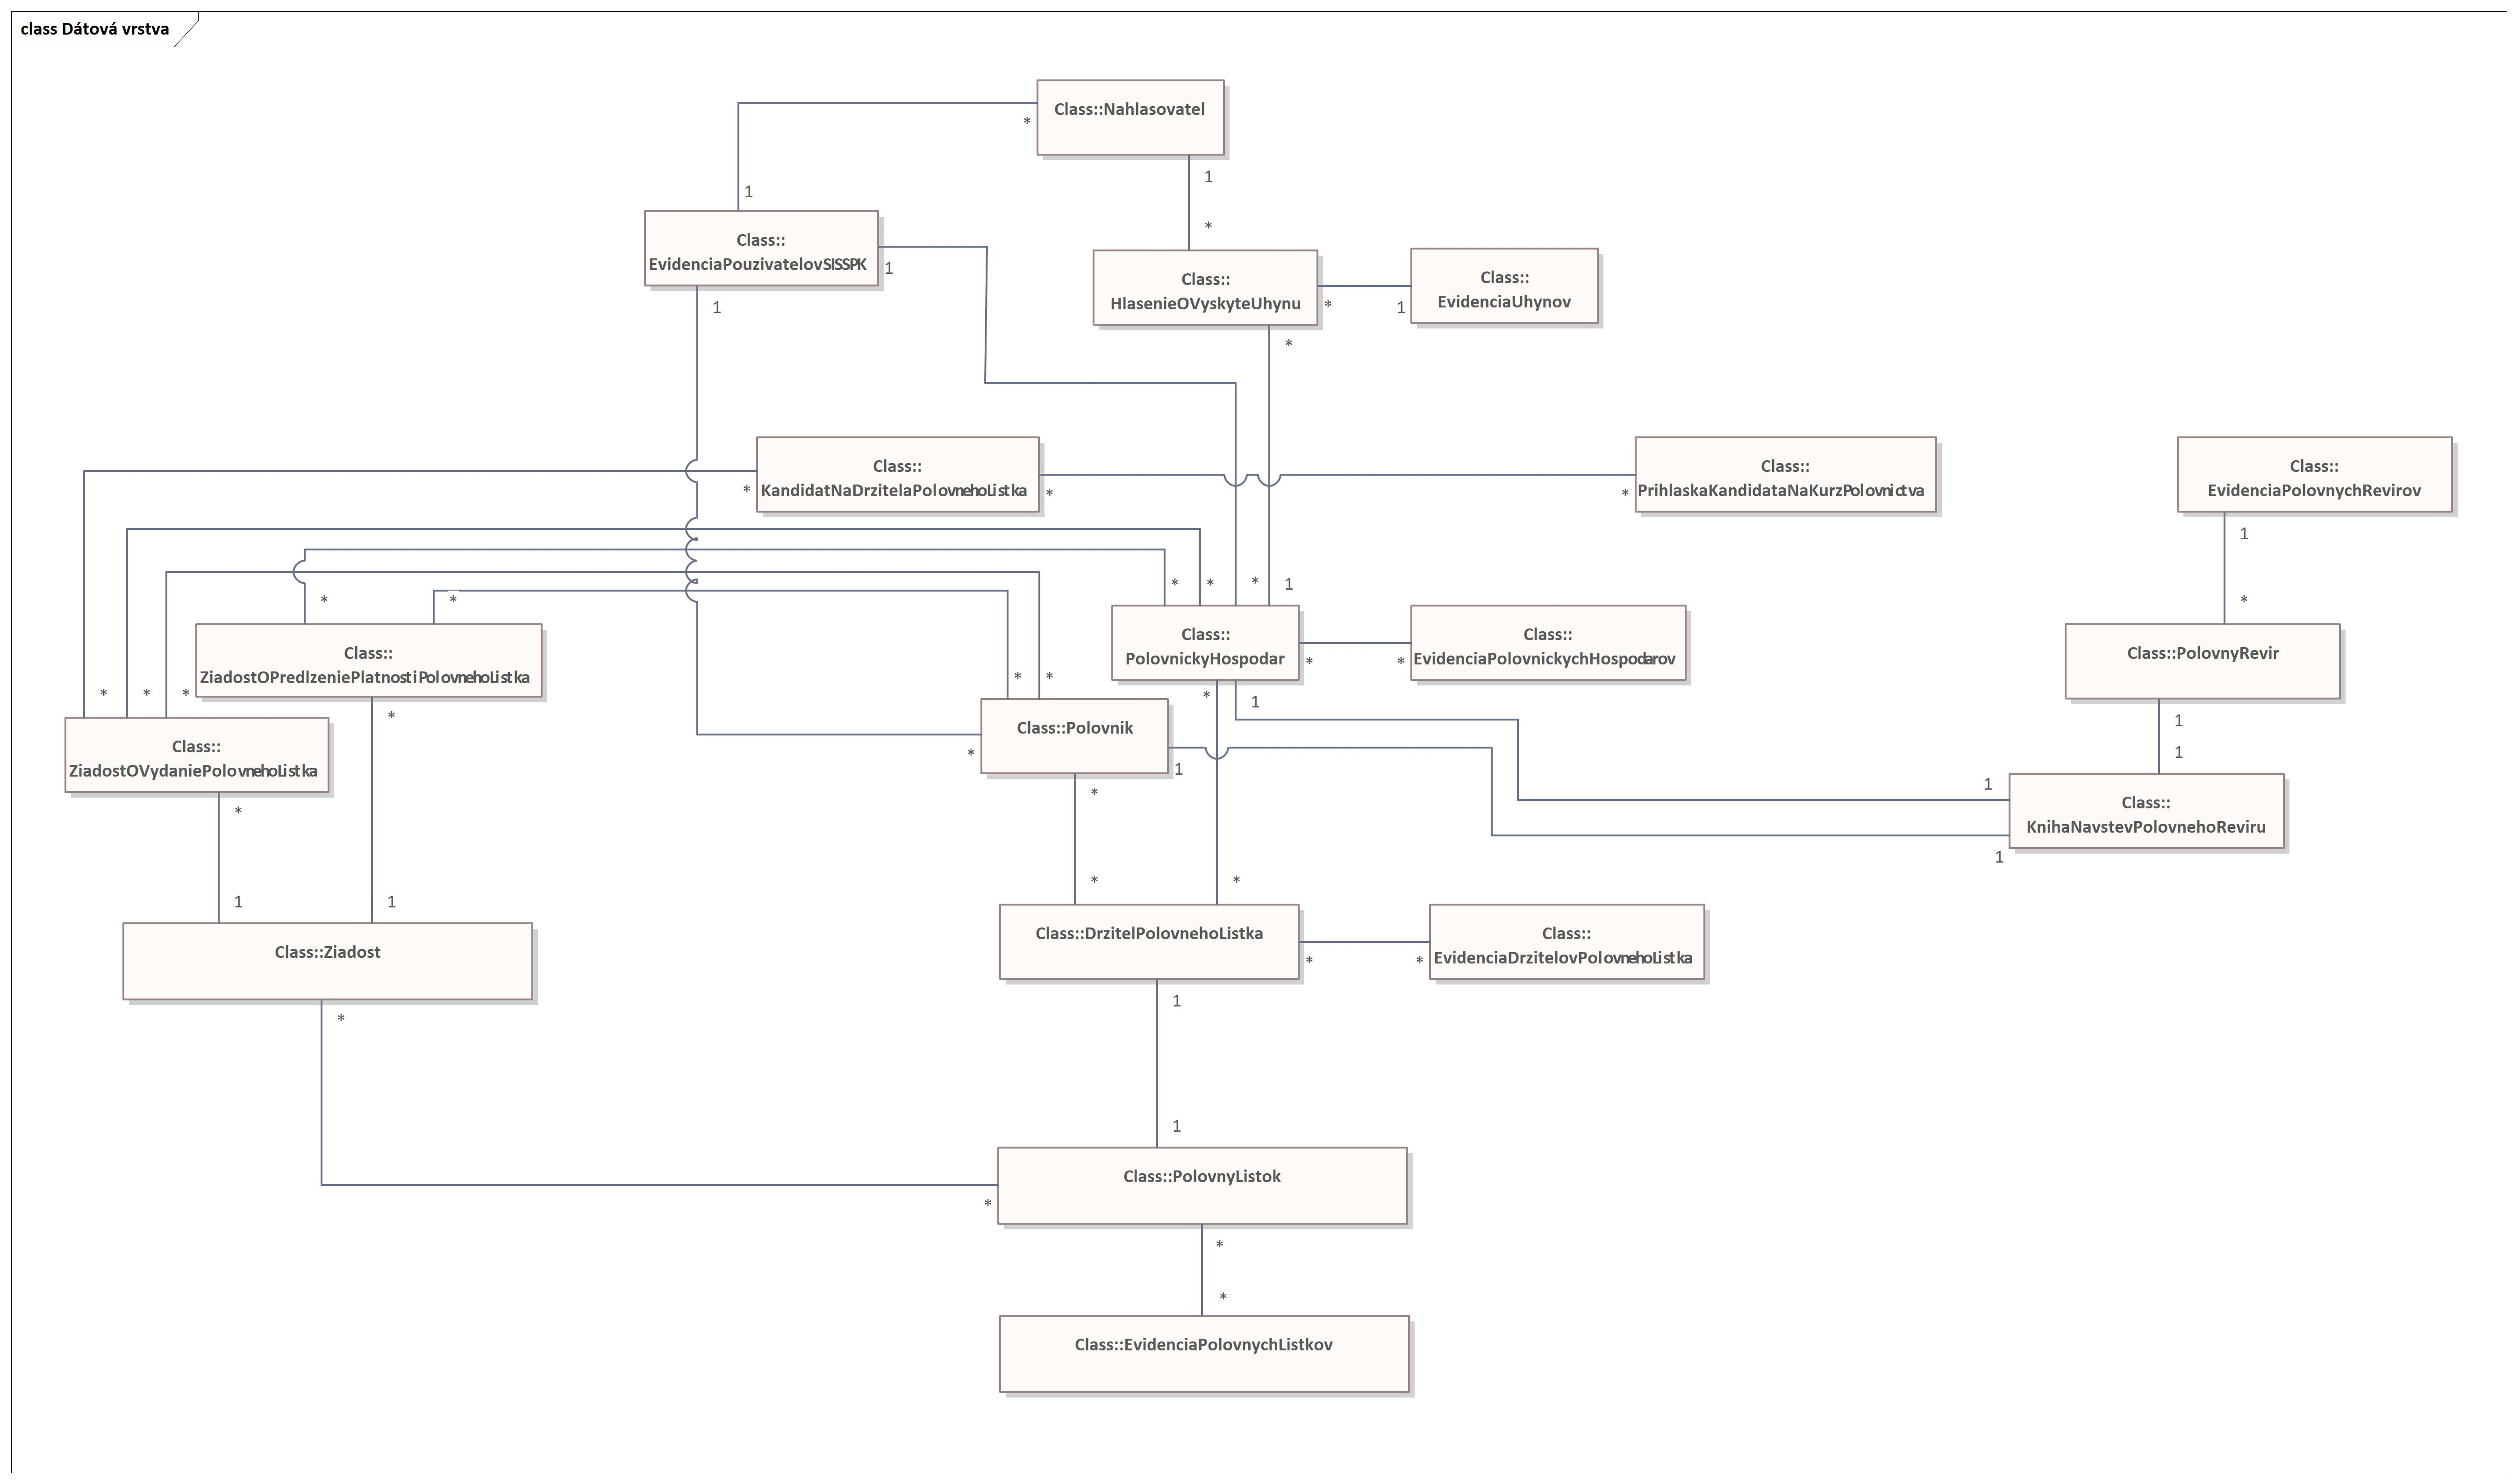 class Dátová vrstva
Class::Nahlasovatel
*
1
1
*
Class::
EvidenciaPouzivatelovSISSPK
1
1
Class::
HlasenieOVyskyteUhynu
*
1
Class::
EvidenciaUhynov
*
Class::
KandidatNaDrzitelaPolovnehoListka
*
*
Class::
PrihlaskaKandidataNaKurzPolovnictva
*
Class::
EvidenciaPolovnychRevirov
1
*
*
*
*
*
*
1
*
Class::
ZiadostOPredlzeniePlatnostiPolovnehoListka
Class::
PolovnickyHospodar
*
*
Class::
EvidenciaPolovnickychHospodarov
Class::PolovnyRevir
*
*
*
*
*
*
*
1
1
1
Class::
ZiadostOVydaniePolovnehoListka
Class::Polovnik
*
1
*
*
1
1
Class::
KnihaNavstevPolovnehoReviru
1
*
*
1
1
Class::Ziadost
Class::DrzitelPolovnehoListka
*
*
Class::
EvidenciaDrzitelovPolovnehoListka
*
1
1
Class::PolovnyListok
*
*
*
Class::EvidenciaPolovnychListkov